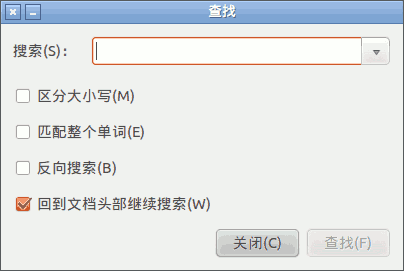 查找
搜索(S)：
区分大小写(M)
匹配整个单词(E)
反向搜索(B)
回到文档头部继续搜索(W)
关闭(C) 查找(F)